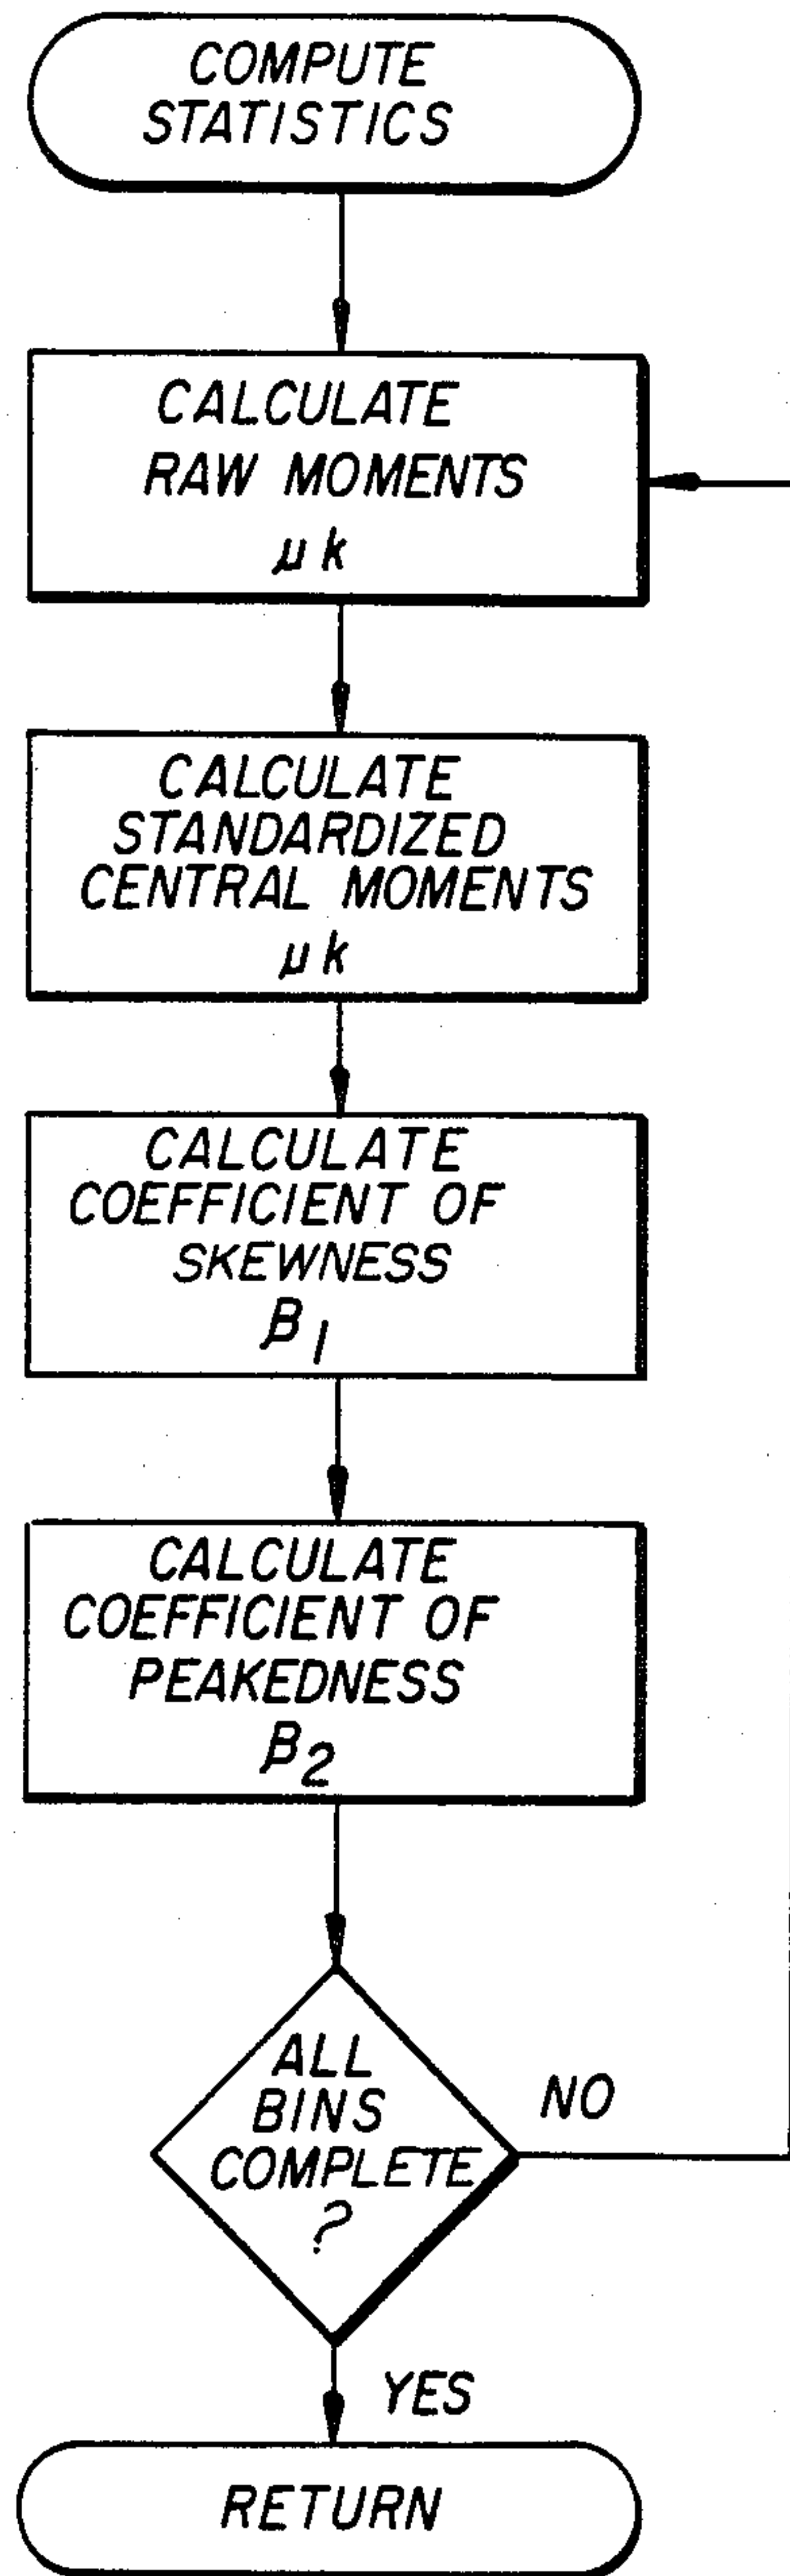 COMPUTE
STATISTICS
CALCULATE
RAW MOMENTS
μk
CALCULATE
STANDARDIZED
CENTRAL MOMENTS
μk
CALCULATE
COEFFICIENT OF
SKEWNESS
β1
CALCULATE
COEFFICIENT OF
PEAKEDNESS
β2
ALL
BINS
COMPLETE
?
NO
YES
RETURN